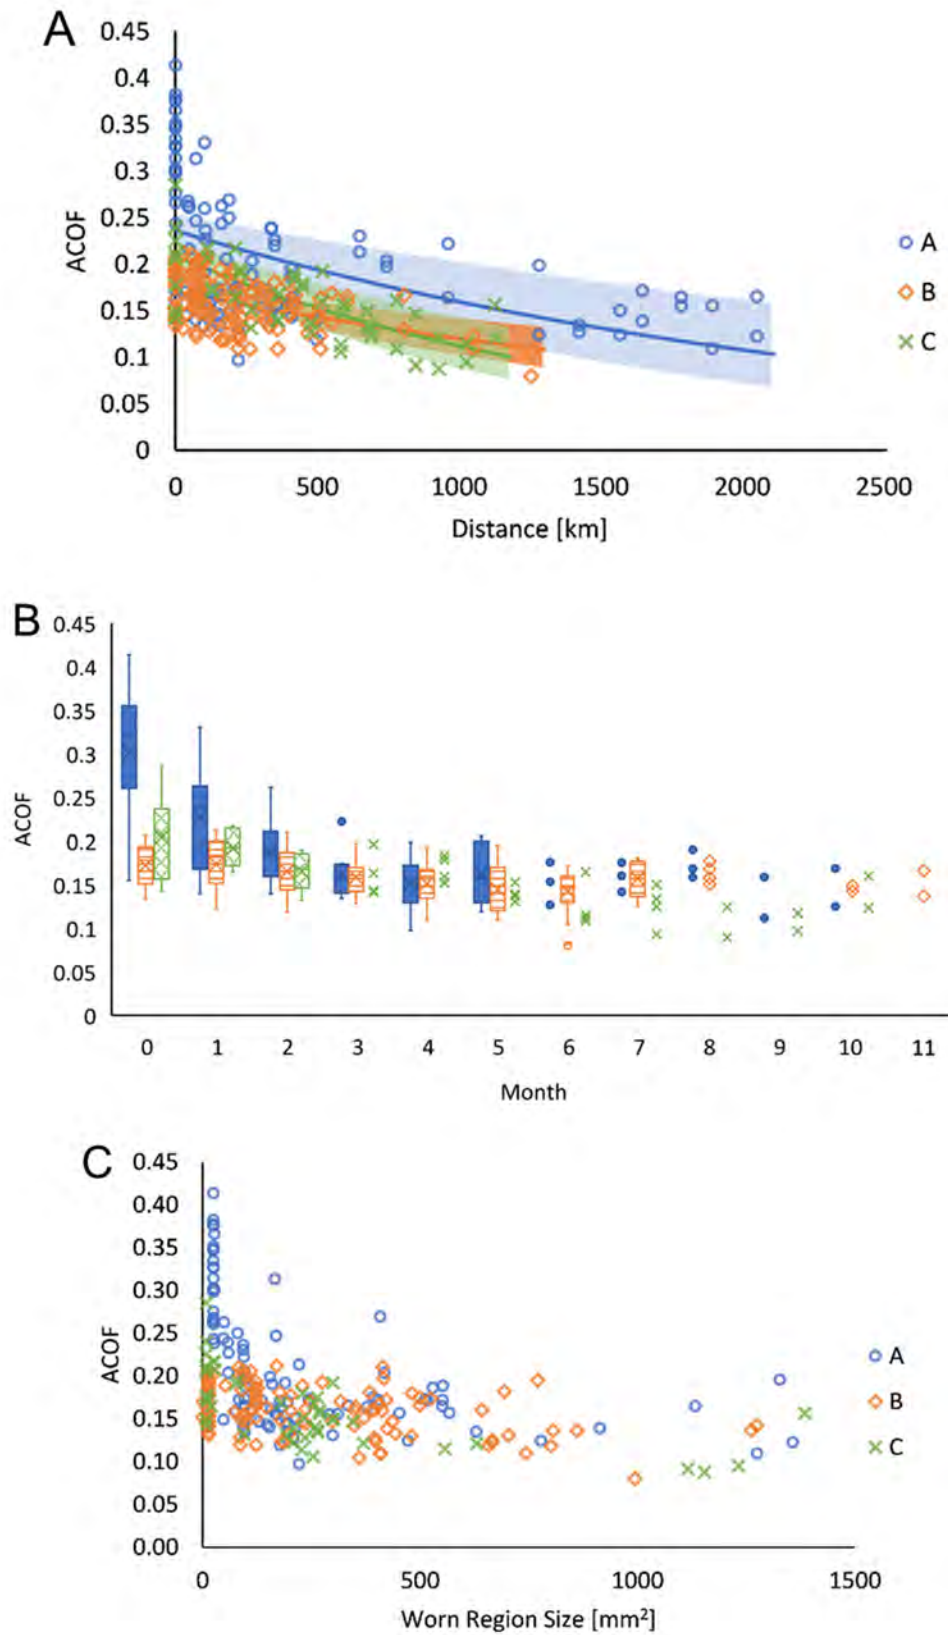 A
0.45
0.4
0.35
0.3
0.25
0.2
0.15
0.1
0.05
0
ACOF
0 500 1000 1500 2000 2500
Distance [km]
A
B
C
B
0.45
0.4
0.35
0.3
0.25
0.2
0.15
0.1
0.05
0
ACOF
0 1 2 3 4 5 6 7 8 9 10 11
Month
C
0.45
0.40
0.35
0.30
0.25
0.20
0.15
0.10
0.05
0.00
ACOF
0 500 1000 1500
Worn Region Size [mm²]
A
B
C